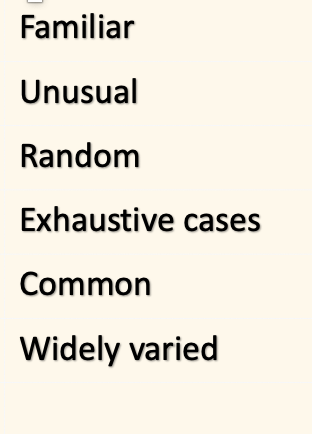 Familiar
Unusual
Random
Exhaustive cases
Common
Widely varied